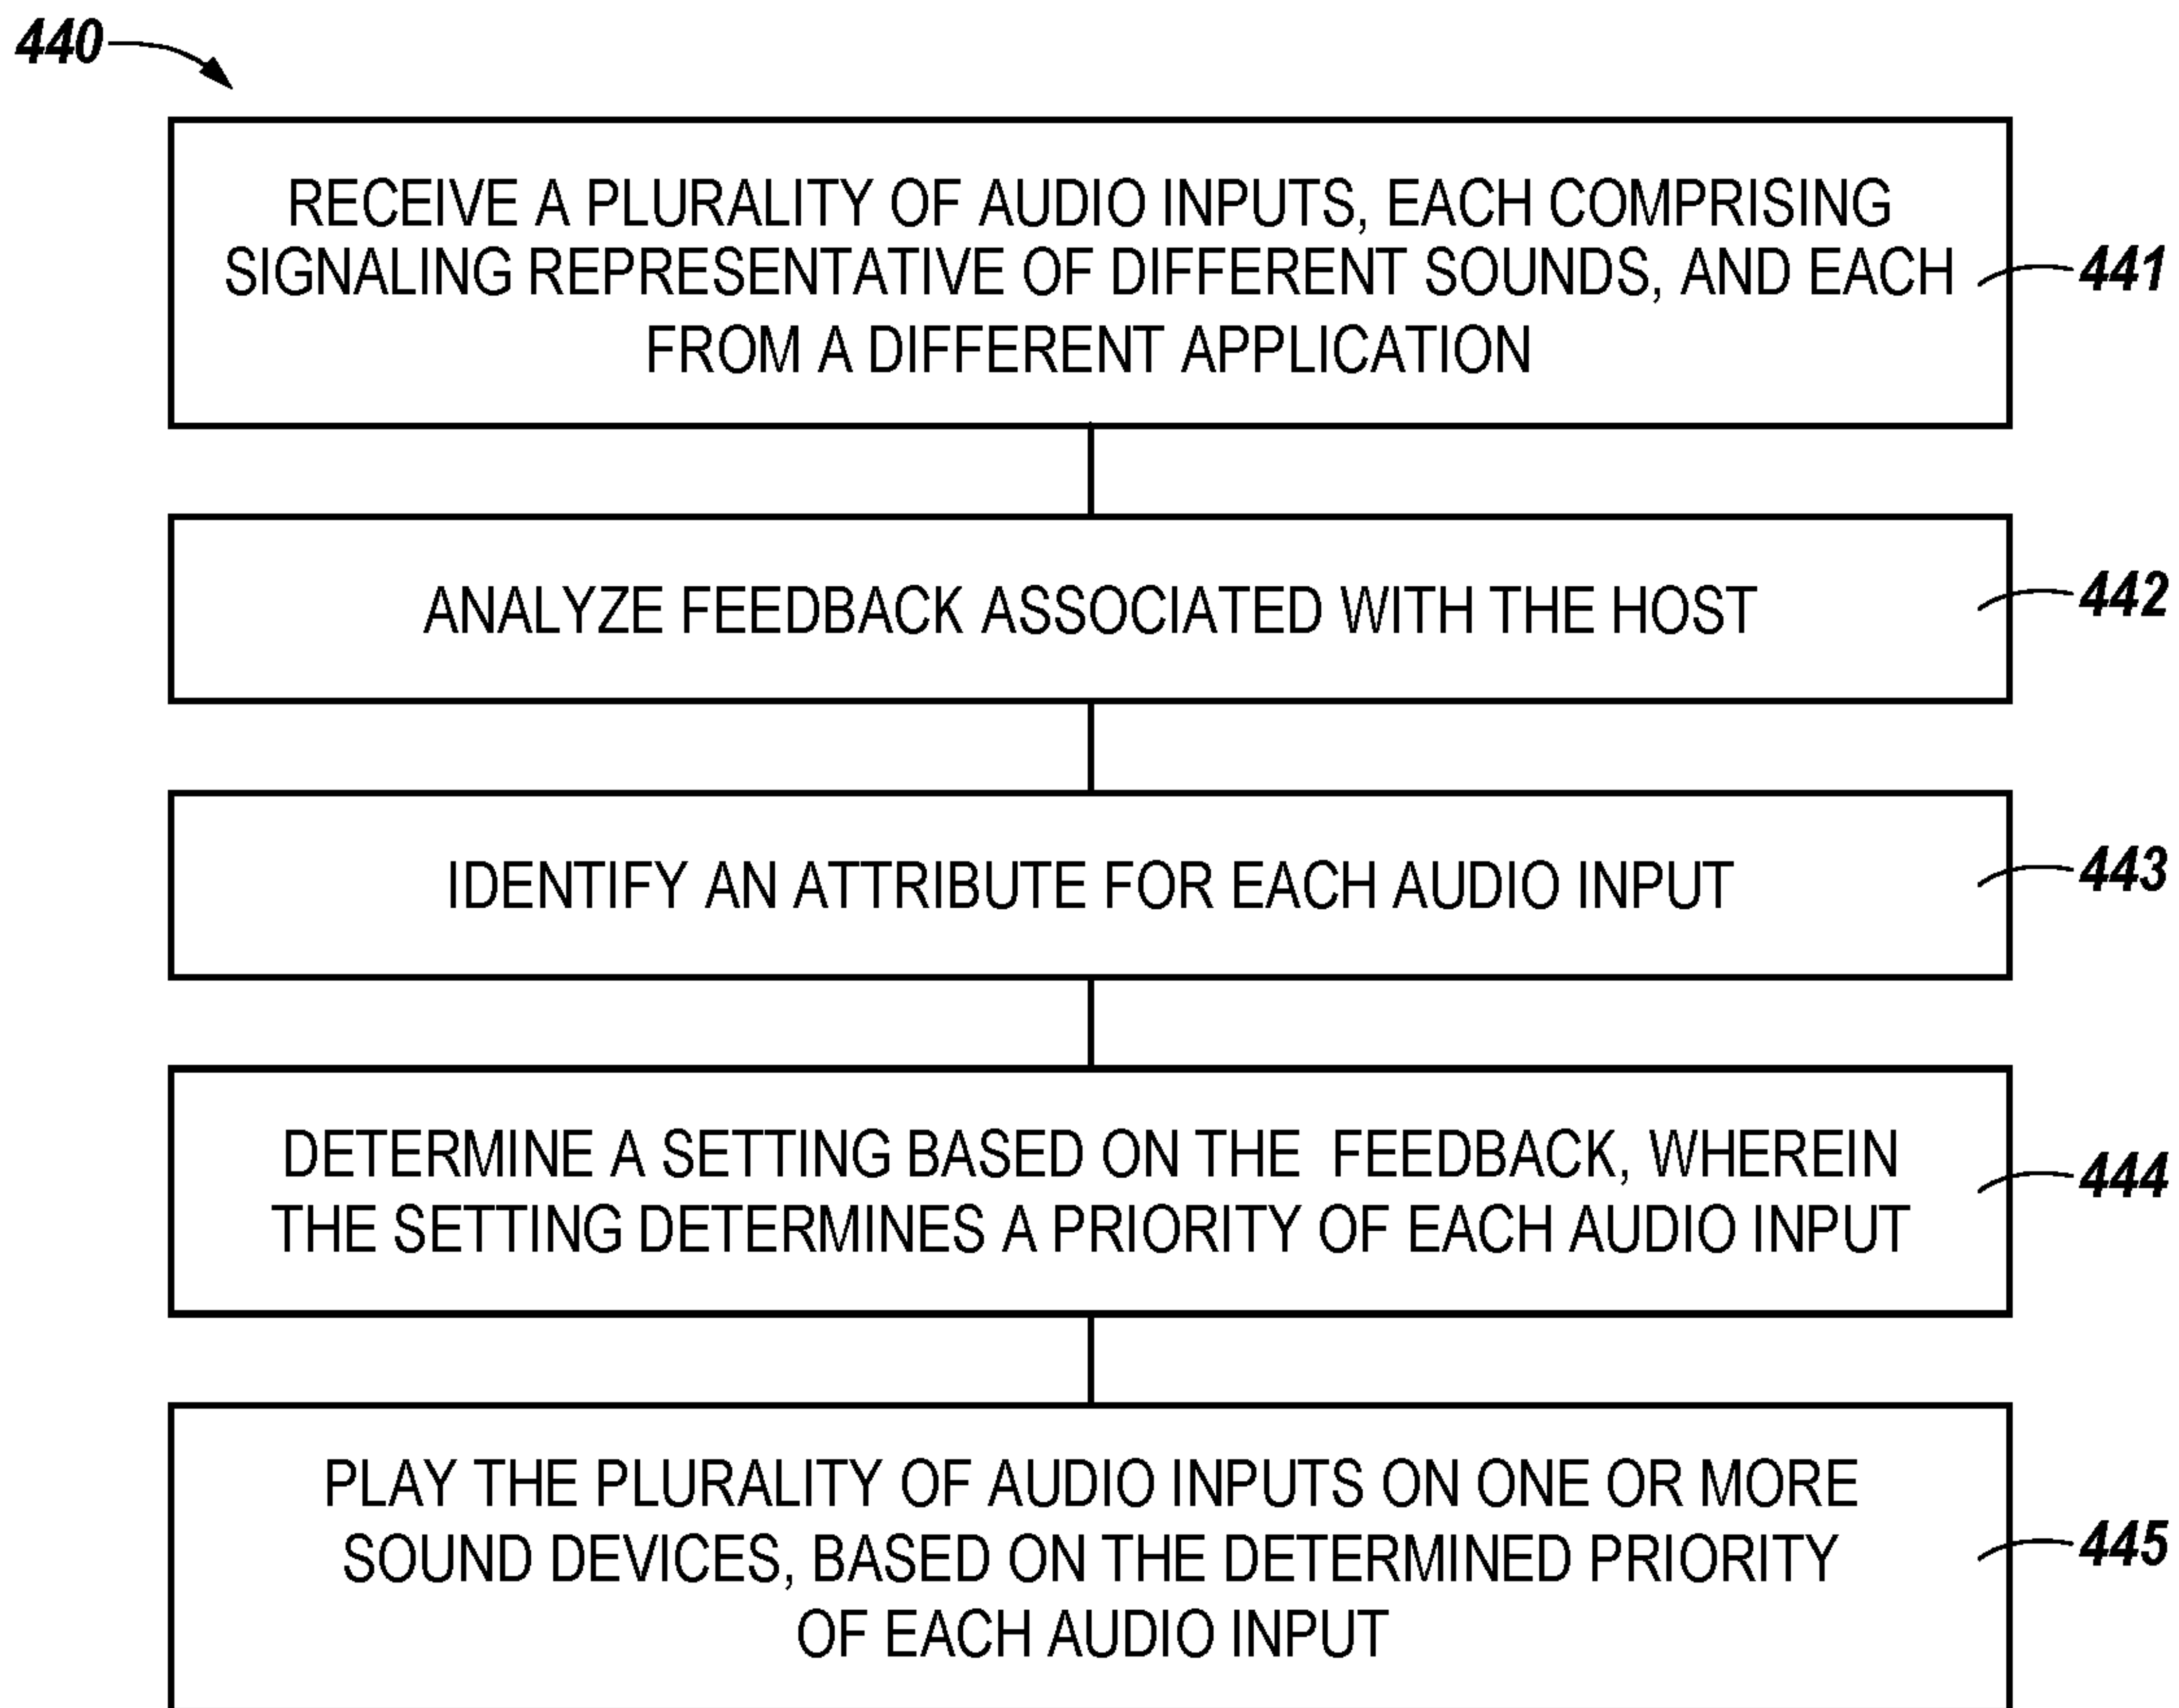 440
RECEIVE A PLURALITY OF AUDIO INPUTS, EACH COMPRISING
SIGNALING REPRESENTATIVE OF DIFFERENT SOUNDS, AND EACH
FROM A DIFFERENT APPLICATION
441
ANALYZE FEEDBACK ASSOCIATED WITH THE HOST
442
IDENTIFY AN ATTRIBUTE FOR EACH AUDIO INPUT
443
DETERMINE A SETTING BASED ON THE FEEDBACK, WHEREIN
THE SETTING DETERMINES A PRIORITY OF EACH AUDIO INPUT
444
PLAY THE PLURALITY OF AUDIO INPUTS ON ONE OR MORE
SOUND DEVICES, BASED ON THE DETERMINED PRIORITY
OF EACH AUDIO INPUT
445